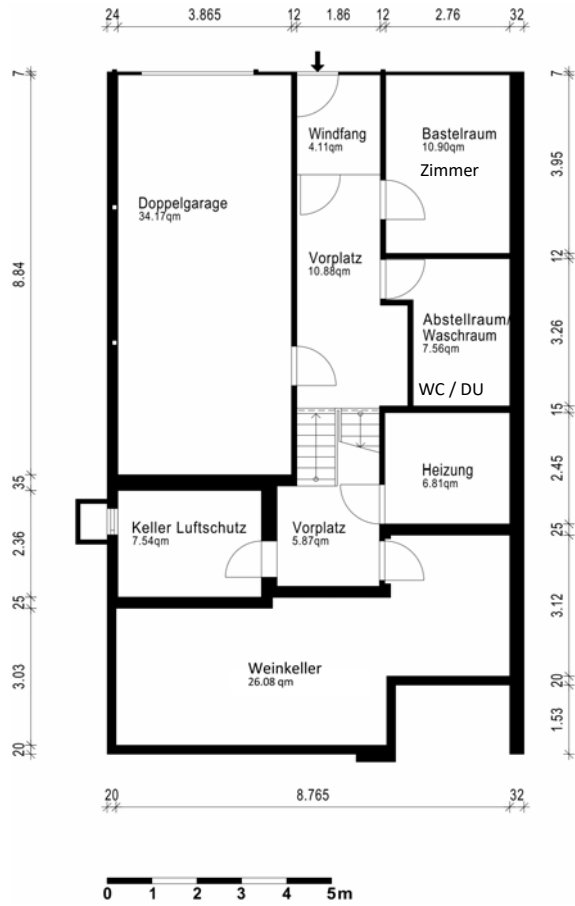 24 3.865 12 1.86 12 2.76 32
7
8.84
35
2.36
25
3.03
20
Windfang
4.11qm
Bastelraum
10.90qm
Zimmer
Doppelgarage
34.17qm
Vorplatz
10.88qm
Abstellraum/
Waschraum
7.56qm
WC / DU
Heizung
6.81qm
Keller Luftschutz
7.54qm
Vorplatz
5.87qm
Weinkeller
26.08 qm
7
3.95
12
3.26
15
2.45
25
3.12
20
1.53
20 8.765 32
0 1 2 3 4 5m